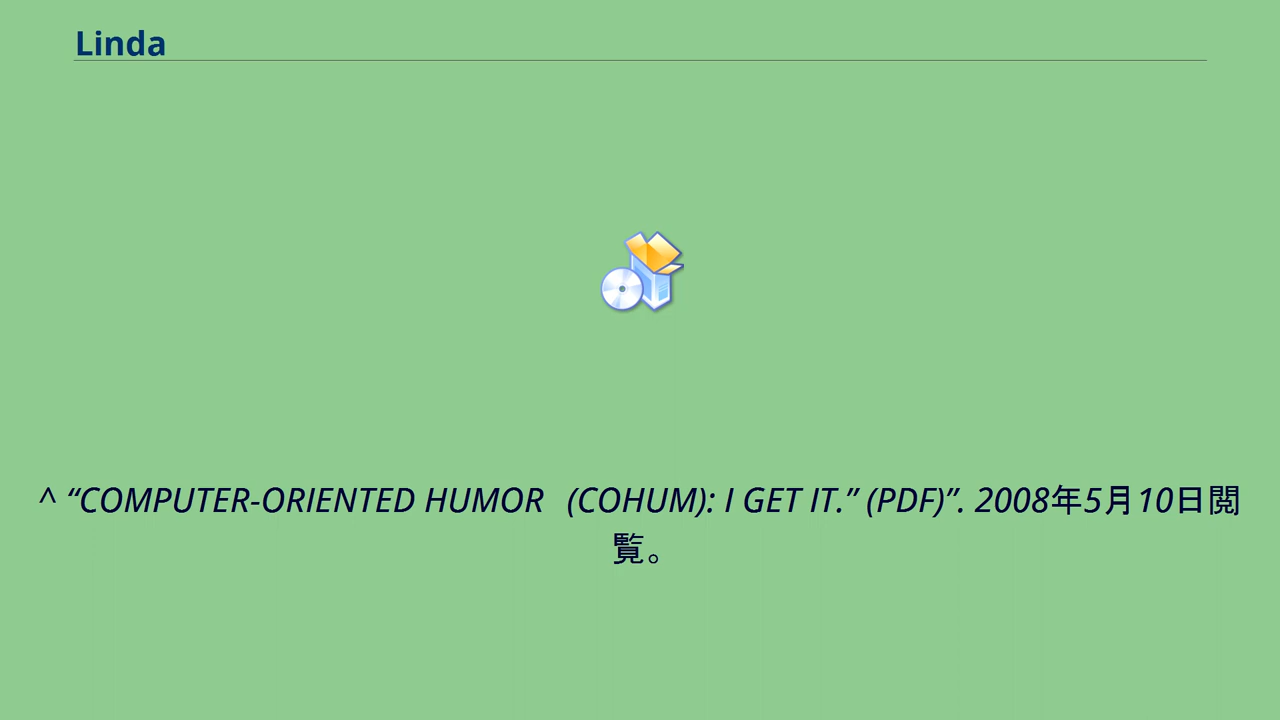 Linda
^ “COMPUTER-ORIENTED HUMOR (COHUM): I GET IT.” (PDF)”. 2008年5月10日閲
覧。